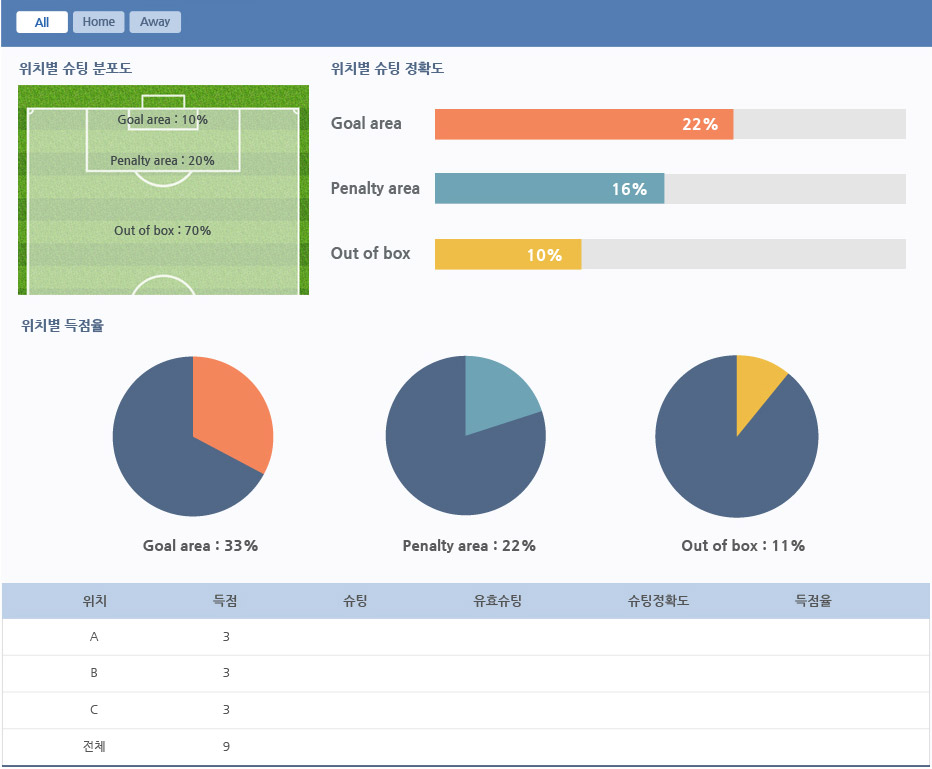 All Home Away
위치별 슈팅 분포도
Goal area : 10%
Penalty area : 20%
Out of box : 70%
위치별 슈팅 정확도
Goal area 22%
Penalty area 16%
Out of box 10%
위치별 득점율
Goal area : 33% Penalty area : 22% Out of box : 11%
위치 득점 슈팅 유효슈팅 슈팅정확도 득점율
A 3
B 3
C 3
전체 9